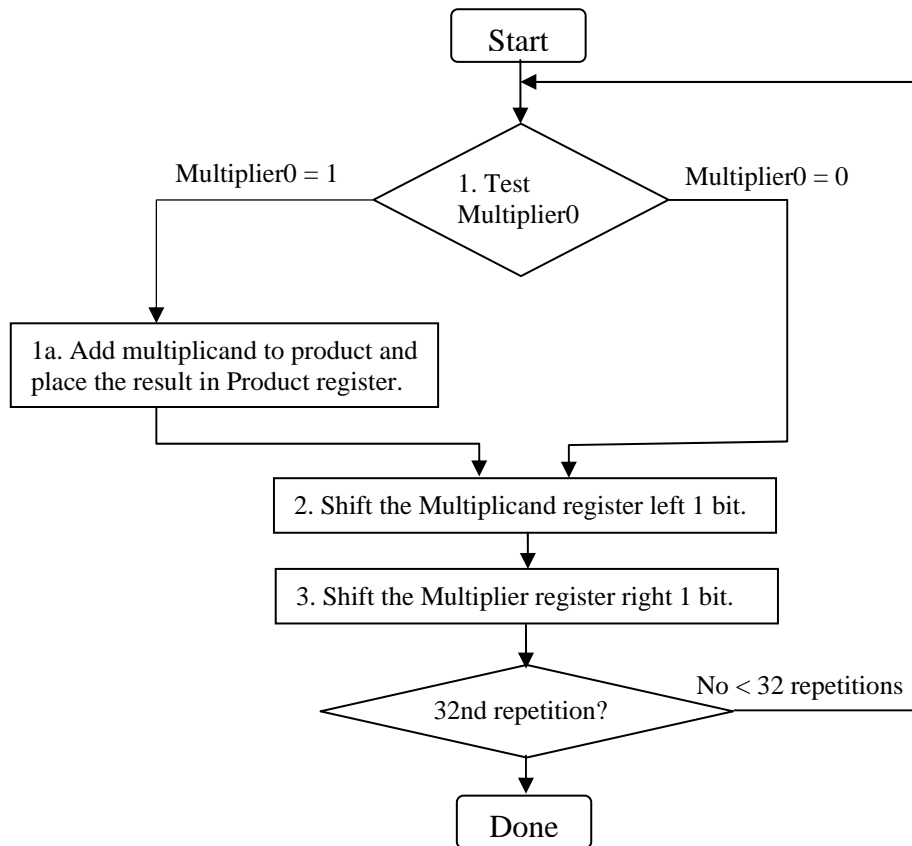 Start
Multiplier0 = 1
1. Test
Multiplier0
Multiplier0 = 0
1a. Add multiplicand to product and
place the result in Product register.
2. Shift the Multiplicand register left 1 bit.
3. Shift the Multiplier register right 1 bit.
32nd repetition?
No < 32 repetitions
Done